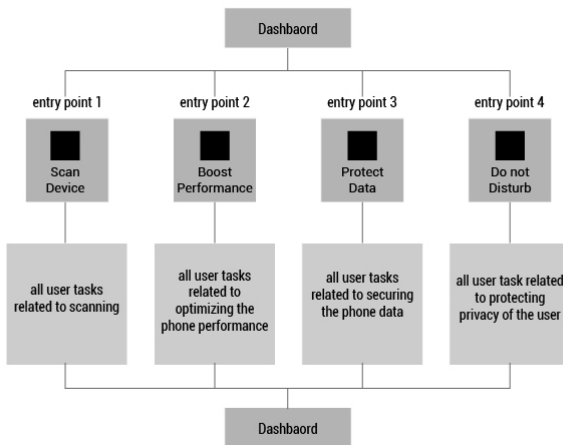 Dashbaord
entry point 1
entry point 2
entry point 3
entry point 4
Scan
Device
Boost
Performance
Protect
Data
Do not
Disturb
all user tasks
related to scanning
all user tasks
related to
optimizing the
phone performance
all user tasks
related to securing
the phone data
all user task related
to protecting
privacy of the user
Dashbaord